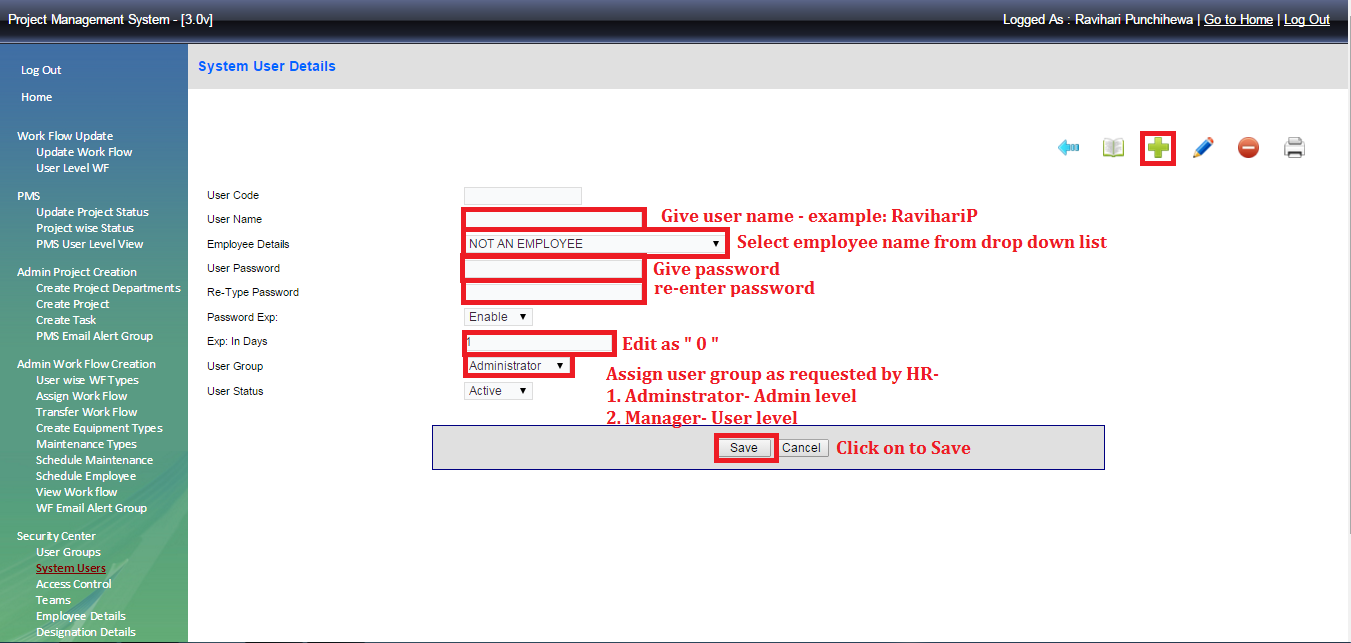 Project Management System - [3.0v]
Logged As : Ravihari Punchihewa | Go to Home | Log Out
Log Out
Home
Work Flow Update
Update Work Flow
User Level WF
PMS
Update Project Status
Project wise Status
PMS User Level View
Admin Project Creation
Create Project Departments
Create Project
Create Task
PMS Email Alert Group
Admin Work Flow Creation
User wise WF Types
Assign Work Flow
Transfer Work Flow
Create Equipment Types
Maintenance Types
Schedule Maintenance
Schedule Employee
View Work flow
WF Email Alert Group
Security Center
User Groups
System Users
Access Control
Teams
Employee Details
Designation Details
System User Details
User Code
User Name
Give user name - example: RavihariP
Employee Details
NOT AN EMPLOYEE
Select employee name from drop down list
User Password
Give password
Re-Type Password
re-enter password
Password Exp:
Enable
Exp: In Days
1
Edit as " 0 "
User Group
Administrator
Assign user group as requested by HR-
1. Adminstrator- Admin level
2. Manager- User level
User Status
Active
Save
Cancel
Click on to Save